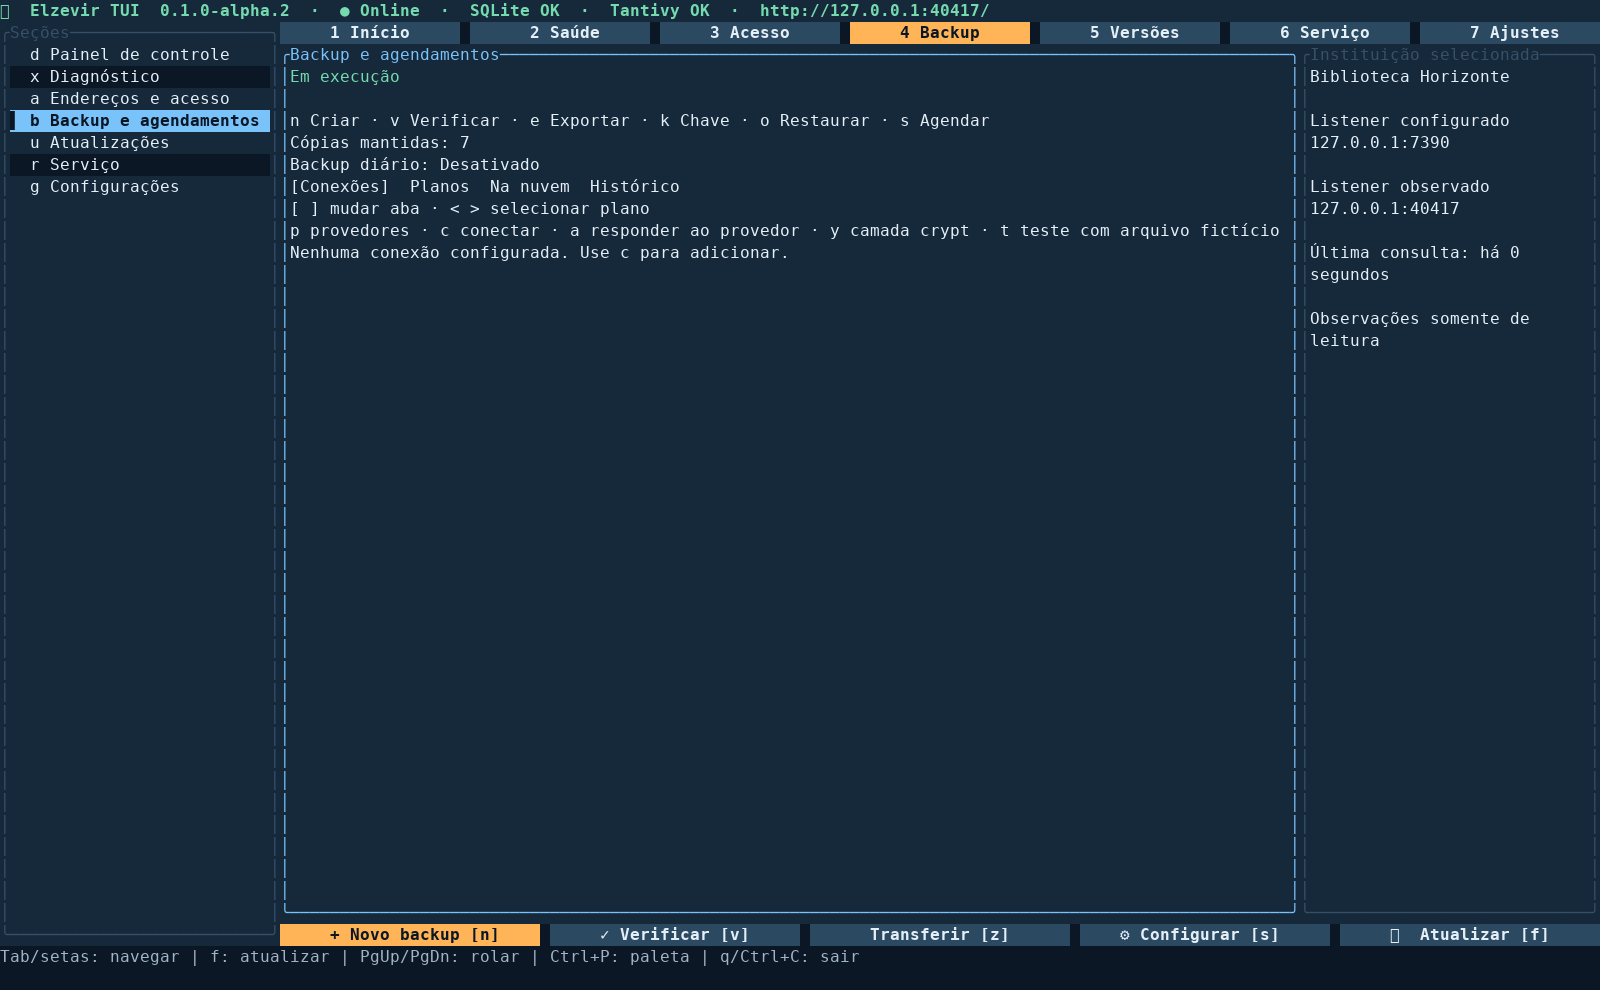 Elzevir TUI 0.1.0-alpha.2 · ● Online · SQLite OK · Tantivy OK · http://127.0.0.1:40417/
1 Início 2 Saúde 3 Acesso 4 Backup 5 Versões 6 Serviço 7 Ajustes
Seções
d Painel de controle
x Diagnóstico
a Endereços e acesso
b Backup e agendamentos
u Atualizações
r Serviço
g Configurações
Backup e agendamentos
Em execução
n Criar · v Verificar · e Exportar · k Chave · o Restaurar · s Agendar
Cópias mantidas: 7
Backup diário: Desativado
[Conexões] Planos Na nuvem Histórico
[ ] mudar aba · < > selecionar plano
p provedores · c conectar · a responder ao provedor · y camada crypt · t teste com arquivo fictício
Nenhuma conexão configurada. Use c para adicionar.
Instituição selecionada
Biblioteca Horizonte
Listener configurado
127.0.0.1:7390
Listener observado
127.0.0.1:40417
Última consulta: há 0
segundos
Observações somente de
leitura
+ Novo backup [n] ✓ Verificar [v] Transferir [z] ⚙ Configurar [s] Atualizar [f]
Tab/setas: navegar | f: atualizar | PgUp/PgDn: rolar | Ctrl+P: paleta | q/Ctrl+C: sair